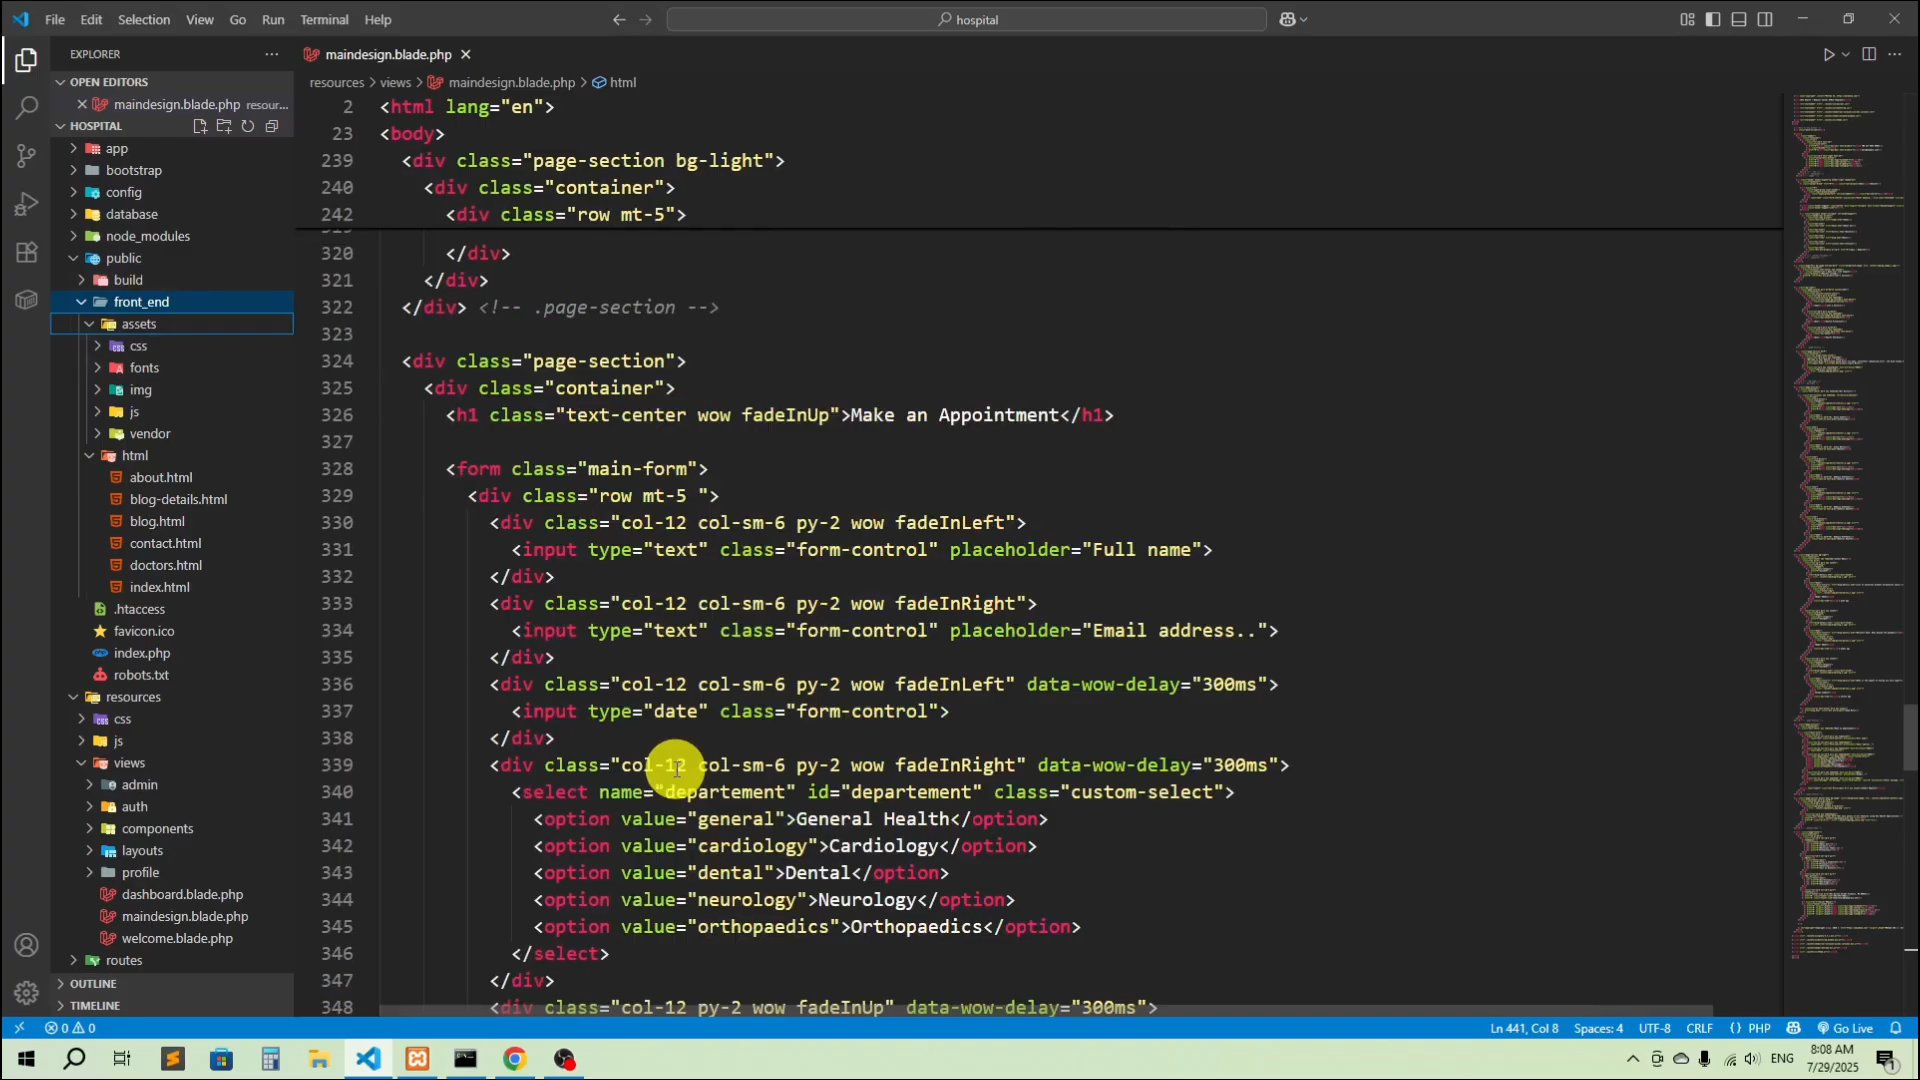 File Edit Selection View Go Run Terminal Help
hospital
EXPLORER
OPEN EDITORS
maindesign.blade.php resour...
HOSPITAL
app
bootstrap
config
database
node_modules
public
build
front_end
assets
css
fonts
img
js
vendor
html
about.html
blog-details.html
blog.html
contact.html
doctors.html
index.html
.htaccess
favicon.ico
index.php
robots.txt
resources
css
js
views
admin
auth
components
layouts
profile
dashboard.blade.php
maindesign.blade.php
welcome.blade.php
routes
OUTLINE
TIMELINE
maindesign.blade.php
resources > views > maindesign.blade.php > html
2 <html lang="en">
23 <body>
239 <div class="page-section bg-light">
240 <div class="container">
242 <div class="row mt-5">
320 </div>
321 </div>
322 </div> <!-- .page-section -->
323
324 <div class="page-section">
325 <div class="container">
326 <h1 class="text-center wow fadeInUp">Make an Appointment</h1>
327
328 <form class="main-form">
329 <div class="row mt-5 ">
330 <div class="col-12 col-sm-6 py-2 wow fadeInLeft">
331 <input type="text" class="form-control" placeholder="Full name">
332 </div>
333 <div class="col-12 col-sm-6 py-2 wow fadeInRight">
334 <input type="text" class="form-control" placeholder="Email address..">
335 </div>
336 <div class="col-12 col-sm-6 py-2 wow fadeInLeft" data-wow-delay="300ms">
337 <input type="date" class="form-control">
338 </div>
339 <div class="col-12 col-sm-6 py-2 wow fadeInRight" data-wow-delay="300ms">
340 <select name="departement" id="departement" class="custom-select">
341 <option value="general">General Health</option>
342 <option value="cardiology">Cardiology</option>
343 <option value="dental">Dental</option>
344 <option value="neurology">Neurology</option>
345 <option value="orthopaedics">Orthopaedics</option>
346 </select>
347 </div>
348 <div class="col-12 py-2 wow fadeInUp" data-wow-delay="300ms">
0 0
Ln 441, Col 8 Spaces: 4 UTF-8 CRLF {} PHP Go Live
ENG
8:08 AM
7/29/2025
1